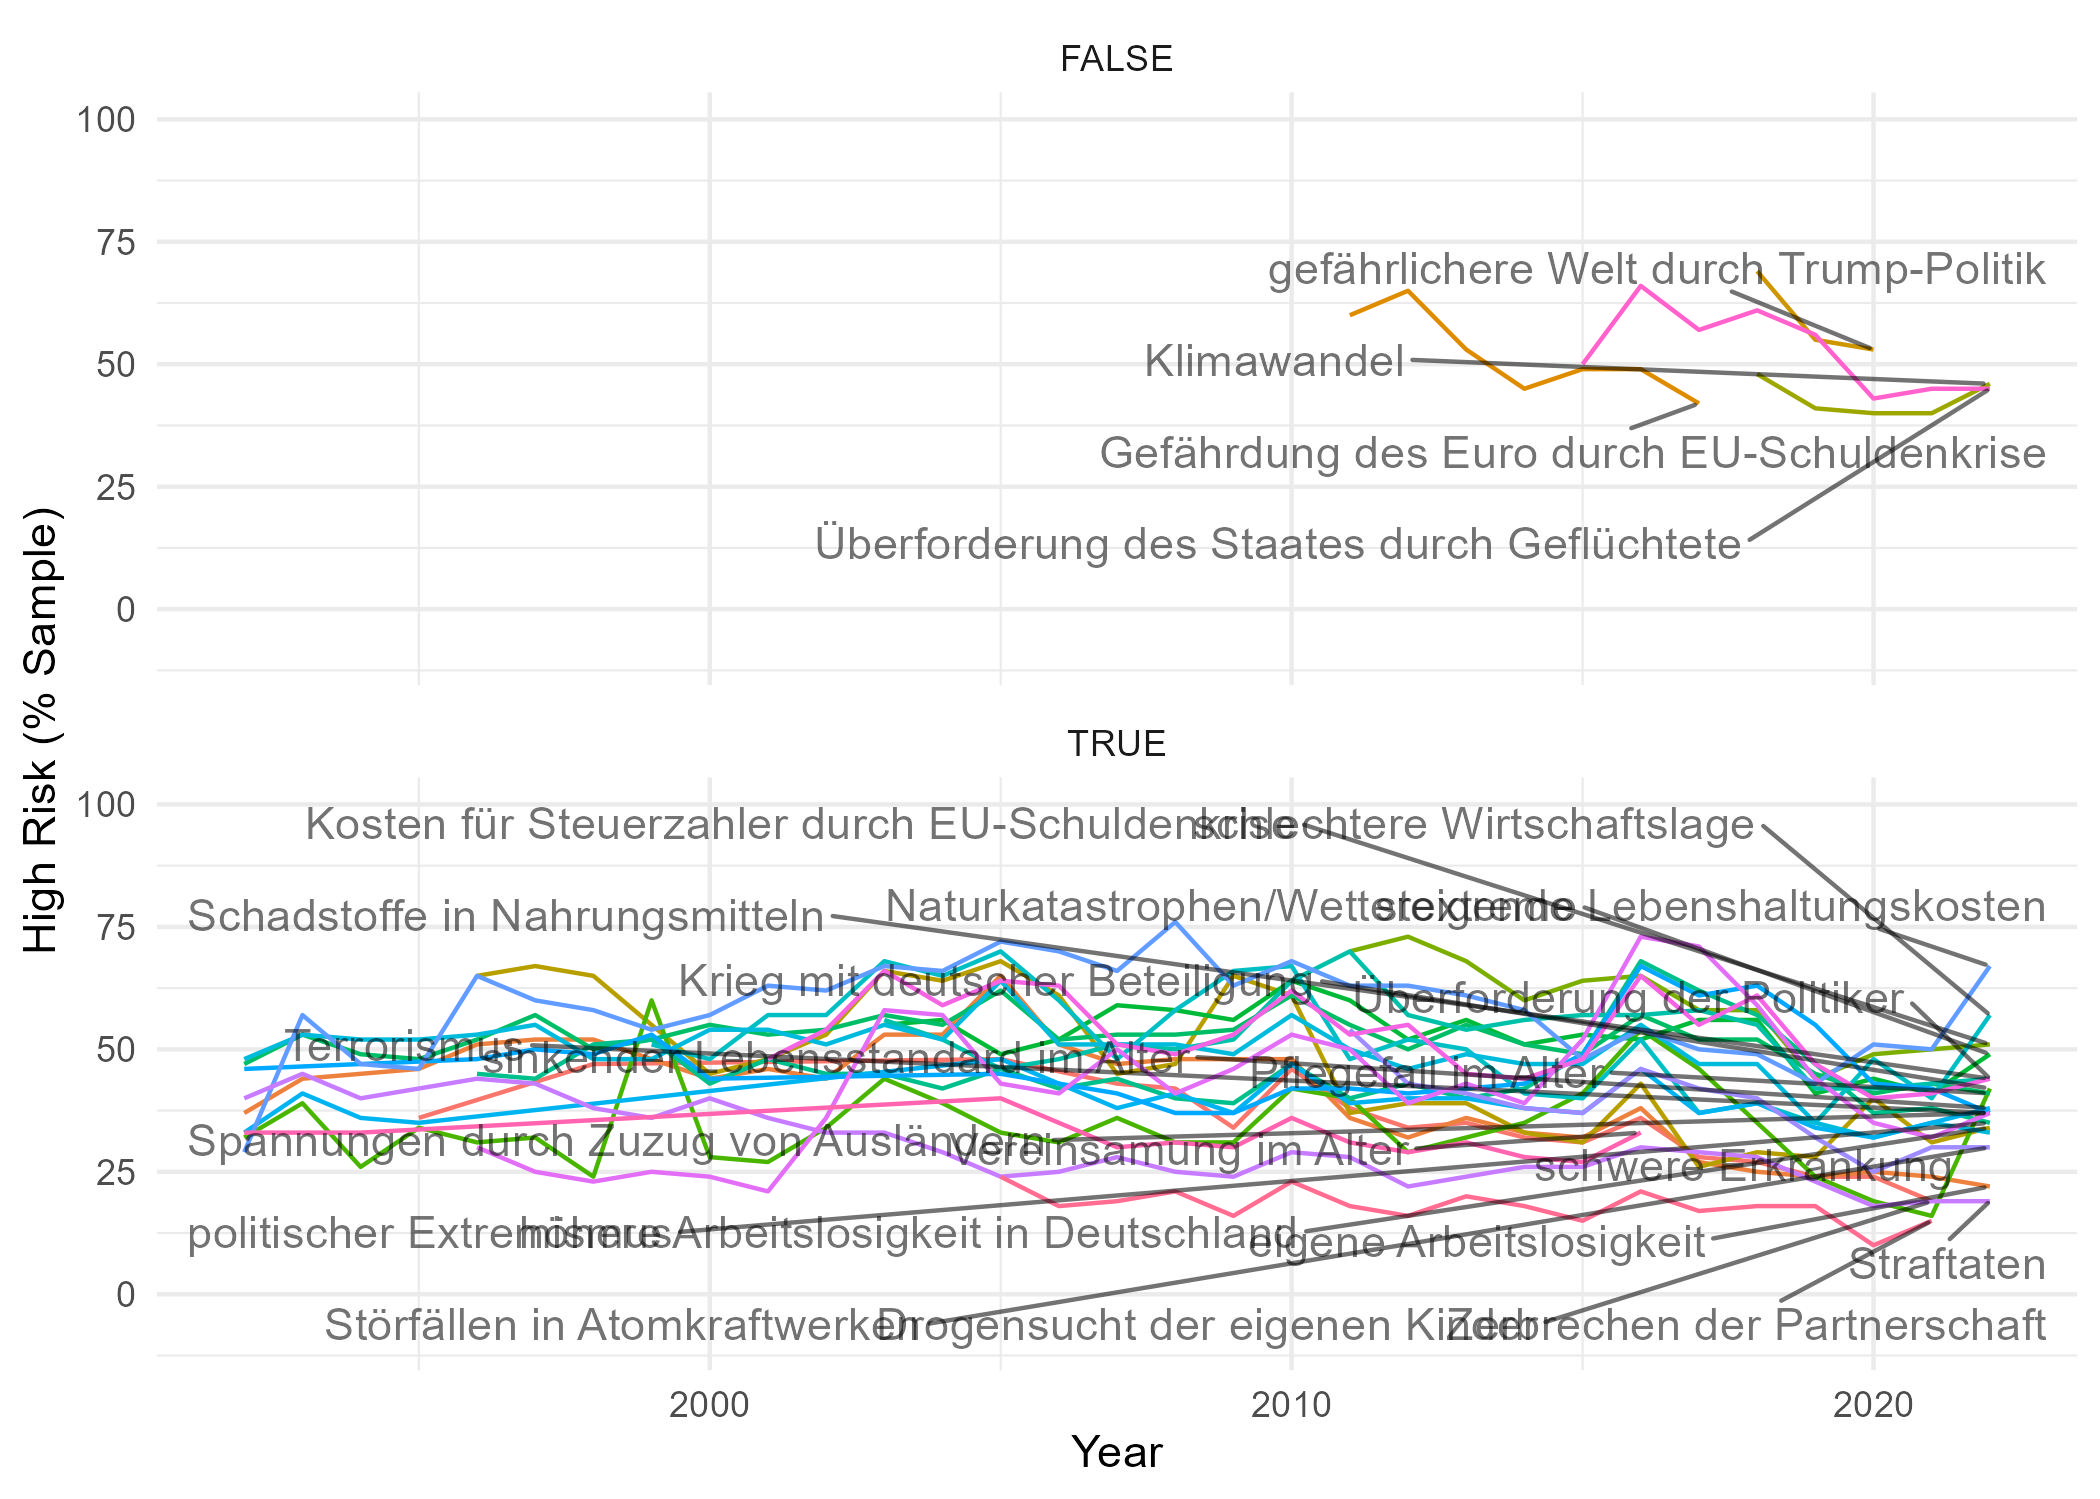 FALSE
100
75
50
25
0
gefährlichere Welt durch Trump-Politik
Klimawandel
Gefährdung des Euro durch EU-Schuldenkrise
Überforderung des Staates durch Geflüchtete
High Risk (% Sample)
TRUE
100
75
50
25
0
Kosten für Steuerzahler durch EU-Schuldenkrise
schlechtere Wirtschaftslage
Schadstoffe in Nahrungsmitteln
Naturkatastrophen/Wetterextreme
steigende Lebenshaltungskosten
Krieg mit deutscher Beteiligung
Überforderung der Politiker
Terrorismus
sinkender Lebensstandard im Alter
Pflegefall im Alter
Spannungen durch Zuzug von Ausländern
Vereinsamung im Alter
schwere Erkrankung
politischer Extremismus
höhere Arbeitslosigkeit in Deutschland
eigene Arbeitslosigkeit
Straftaten
Störfällen in Atomkraftwerken
Drogensucht der eigenen Kinder
Zerbrechen der Partnerschaft
2000
2010
2020
Year